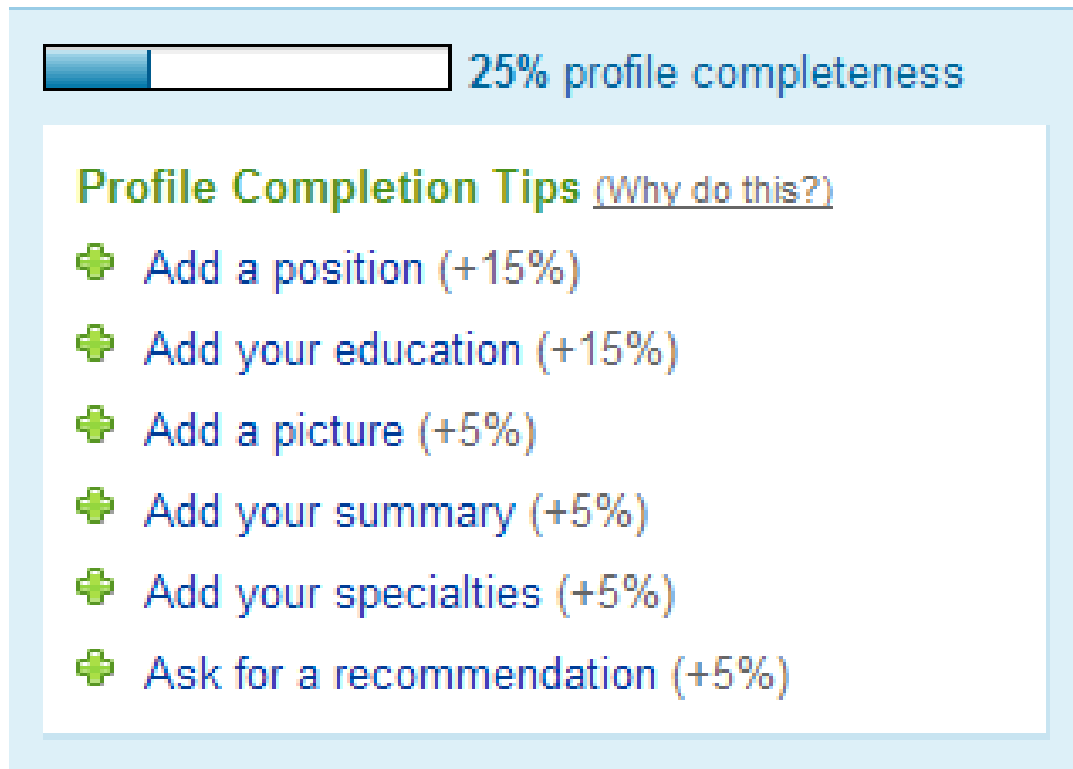 25% profile completeness
Profile Completion Tips (Why do this?)
Add a position (+15%)
Add your education (+15%)
Add a picture (+5%)
Add your summary (+5%)
Add your specialties (+5%)
Ask for a recommendation (+5%)